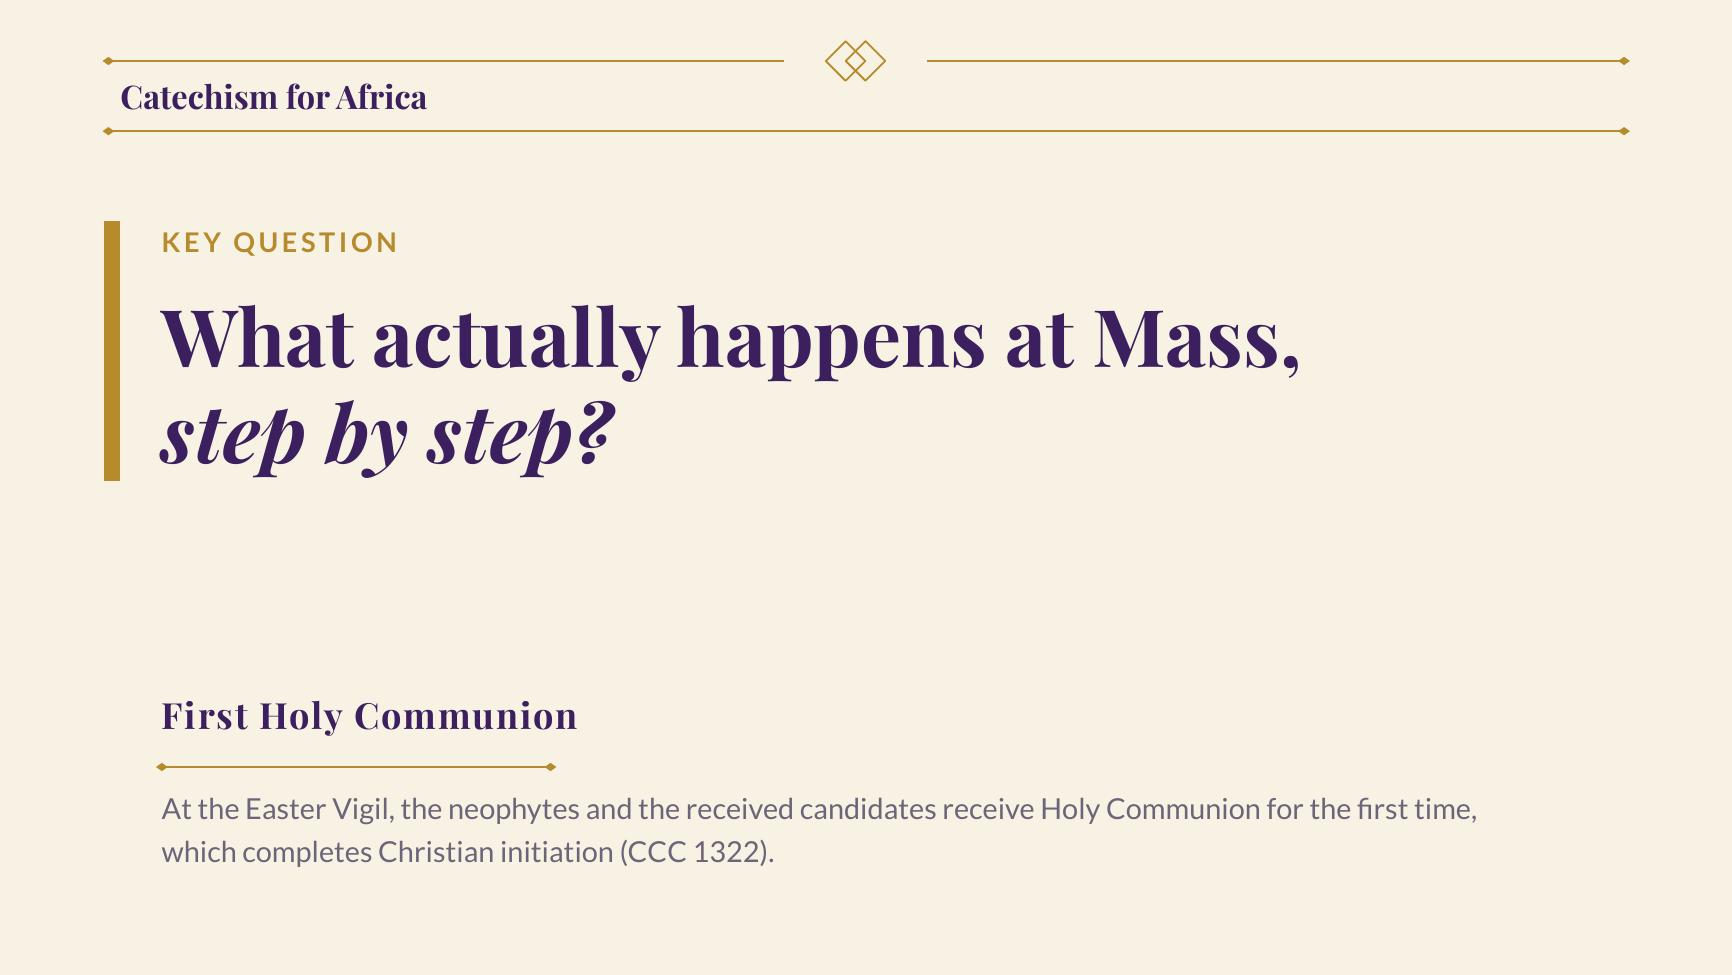 Catechism for Africa
KEY QUESTION
What actually happens at Mass,
step by step?
First Holy Communion
At the Easter Vigil, the neophytes and the received candidates receive Holy Communion for the first time,
which completes Christian initiation (CCC 1322).